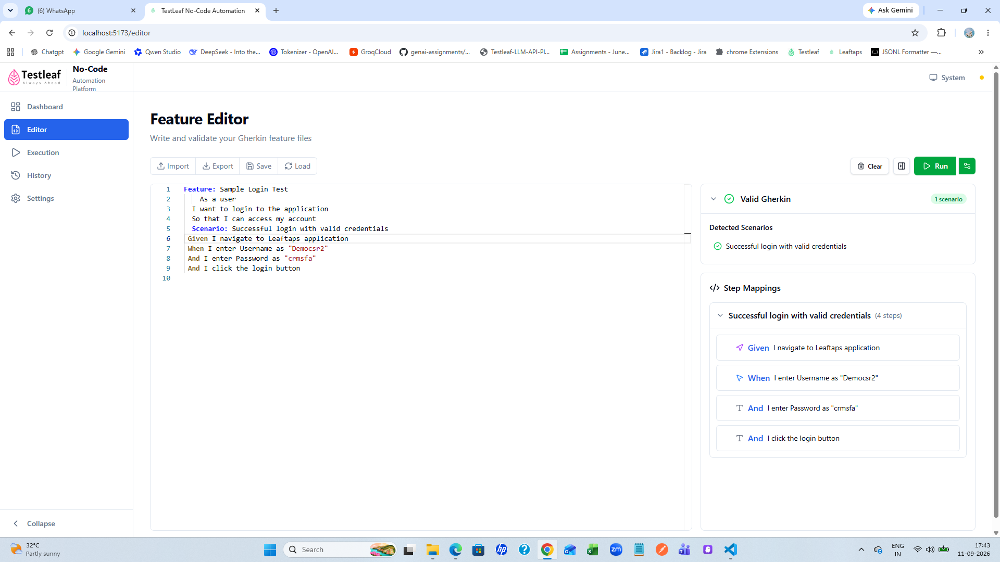 (6) WhatsApp
TestLeaf No-Code Automation
Ask Gemini
localhost:5173/editor
Chatgpt
Google Gemini
Qwen Studio
DeepSeek - Into the...
Tokenizer - OpenAI...
GroqCloud
genai-assignments/...
Testleaf-LLM-API-Pl...
Assignments - June...
Jira1 - Backlog - Jira
chrome Extensions
Testleaf
Leaftaps
JSONL Formatter —...
Testleaf
Always Ahead
No-Code
Automation
Platform
System
Dashboard
Editor
Execution
History
Settings
Collapse
Feature Editor
Write and validate your Gherkin feature files
Import
Export
Save
Load
Clear
Run
1 Feature: Sample Login Test
2 As a user
3 I want to login to the application
4 So that I can access my account
5 Scenario: Successful login with valid credentials
6 Given I navigate to Leaftaps application
7 When I enter Username as "Democsr2"
8 And I enter Password as "crmsfa"
9 And I click the login button
10
Valid Gherkin
1 scenario
Detected Scenarios
Successful login with valid credentials
</> Step Mappings
Successful login with valid credentials (4 steps)
Given I navigate to Leaftaps application
When I enter Username as "Democsr2"
And I enter Password as "crmsfa"
And I click the login button
32°C
Partly sunny
Search
zm
ENG
IN
17:43
11-09-2026